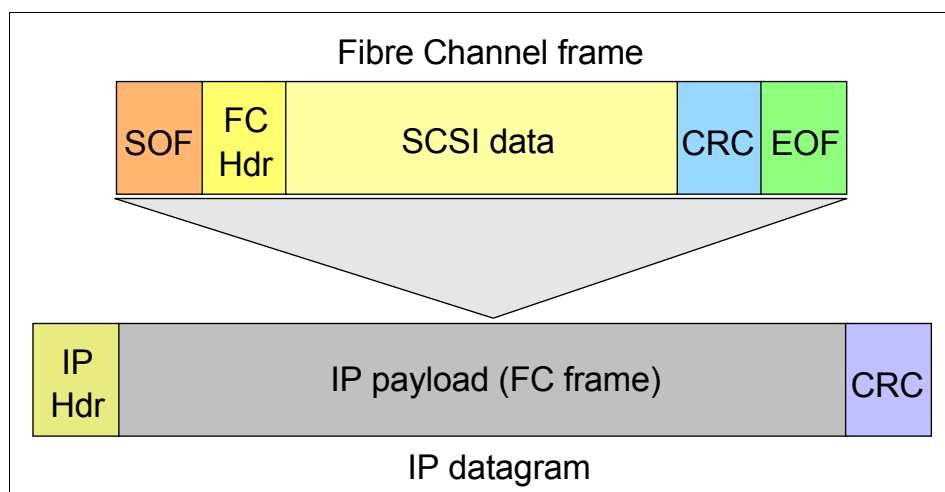 Fibre Channel frame
SOF
FC
Hdr
SCSI data
CRC
EOF
IP
Hdr
IP payload (FC frame)
CRC
IP datagram